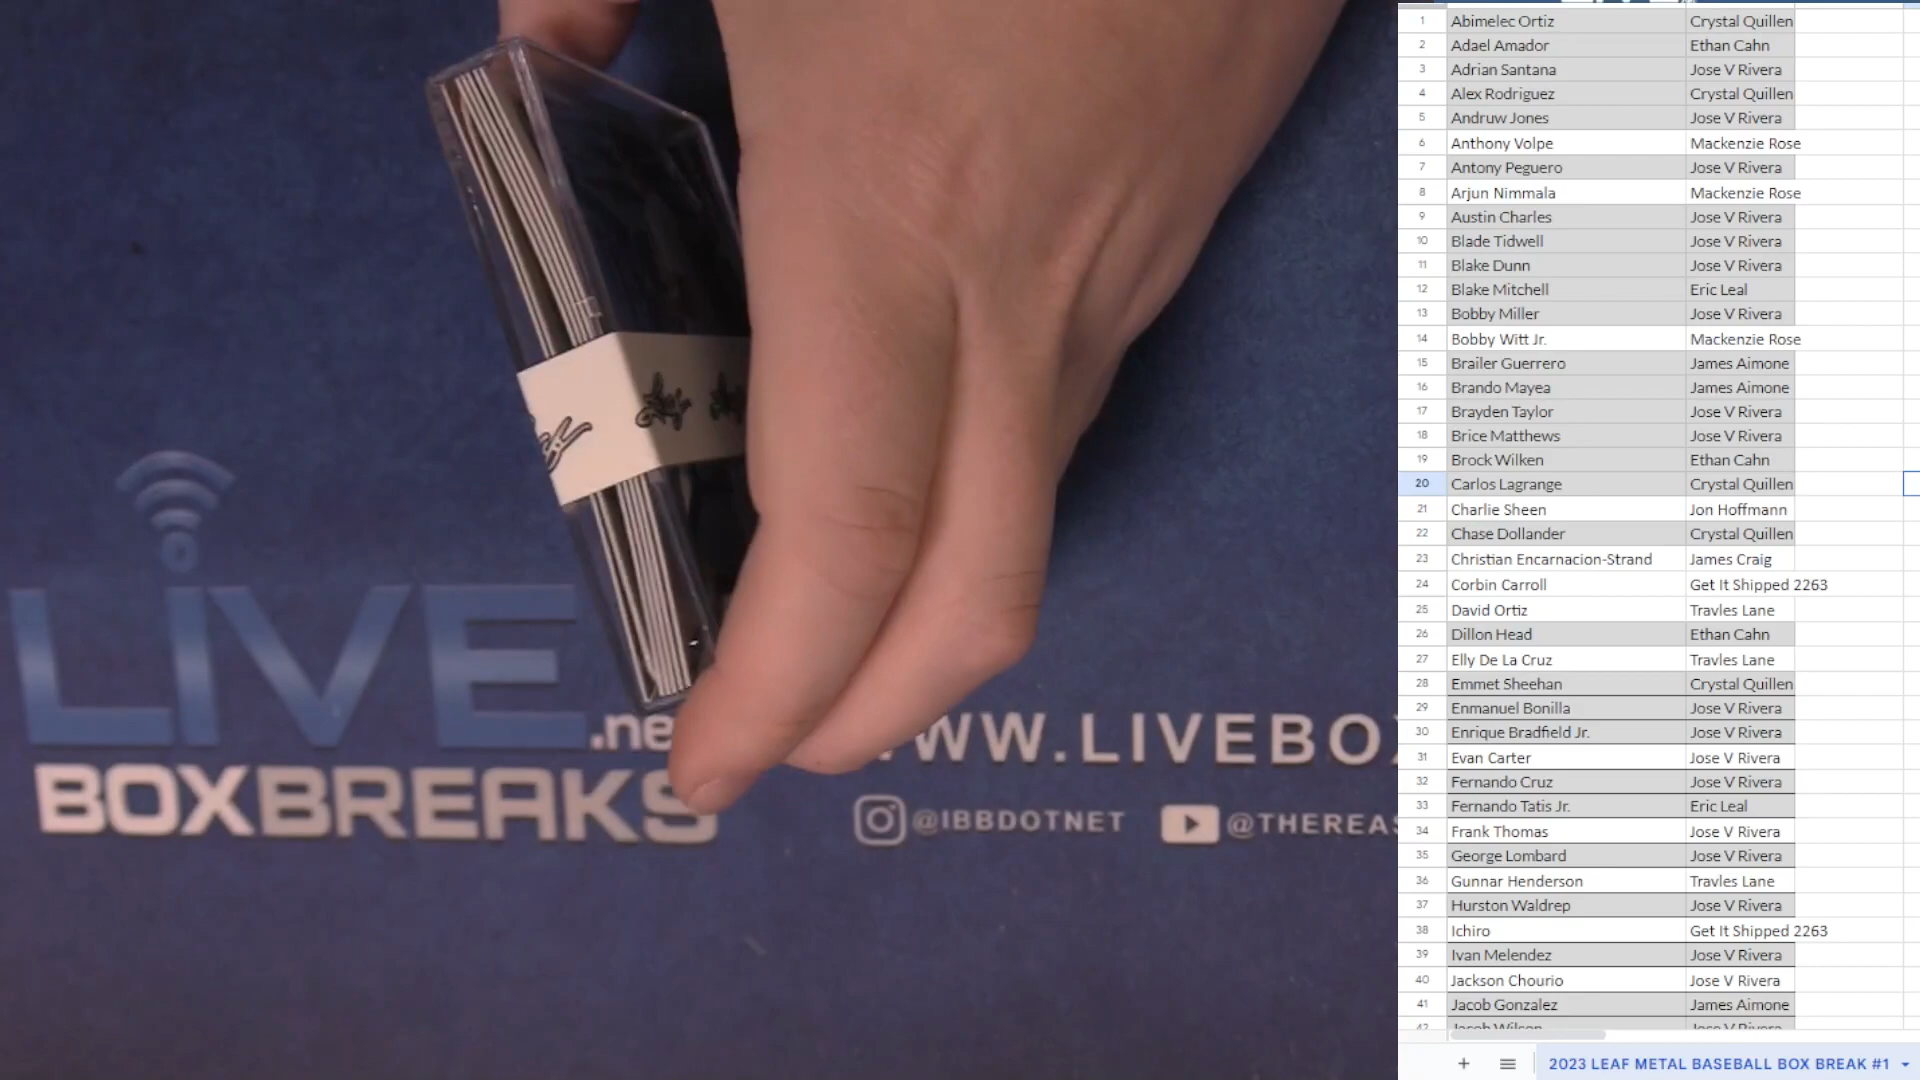 LIVE
.ne
BOXBREAKS
WWW.LIVEBO
@IBBDOTNET
@THEREAS
1 Abimelec Ortiz Crystal Quillen
2 Adael Amador Ethan Cahn
3 Adrian Santana Jose V Rivera
4 Alex Rodriguez Crystal Quillen
5 Andruw Jones Jose V Rivera
6 Anthony Volpe Mackenzie Rose
7 Antony Peguero Jose V Rivera
8 Arjun Nimmala Mackenzie Rose
9 Austin Charles Jose V Rivera
10 Blade Tidwell Jose V Rivera
11 Blake Dunn Jose V Rivera
12 Blake Mitchell Eric Leal
13 Bobby Miller Jose V Rivera
14 Bobby Witt Jr. Mackenzie Rose
15 Brailer Guerrero James Aimone
16 Brando Mayea James Aimone
17 Brayden Taylor Jose V Rivera
18 Brice Matthews Jose V Rivera
19 Brock Wilken Ethan Cahn
20 Carlos Lagrange Crystal Quillen
21 Charlie Sheen Jon Hoffmann
22 Chase Dollander Crystal Quillen
23 Christian Encarnacion-Strand James Craig
24 Corbin Carroll Get It Shipped 2263
25 David Ortiz Travles Lane
26 Dillon Head Ethan Cahn
27 Elly De La Cruz Travles Lane
28 Emmet Sheehan Crystal Quillen
29 Enmanuel Bonilla Jose V Rivera
30 Enrique Bradfield Jr. Jose V Rivera
31 Evan Carter Jose V Rivera
32 Fernando Cruz Jose V Rivera
33 Fernando Tatis Jr. Eric Leal
34 Frank Thomas Jose V Rivera
35 George Lombard Jose V Rivera
36 Gunnar Henderson Travles Lane
37 Hurston Waldrep Jose V Rivera
38 Ichiro Get It Shipped 2263
39 Ivan Melendez Jose V Rivera
40 Jackson Chourio Jose V Rivera
41 Jacob Gonzalez James Aimone
42 Jacob Wilson Jose V Rivera
2023 LEAF METAL BASEBALL BOX BREAK #1